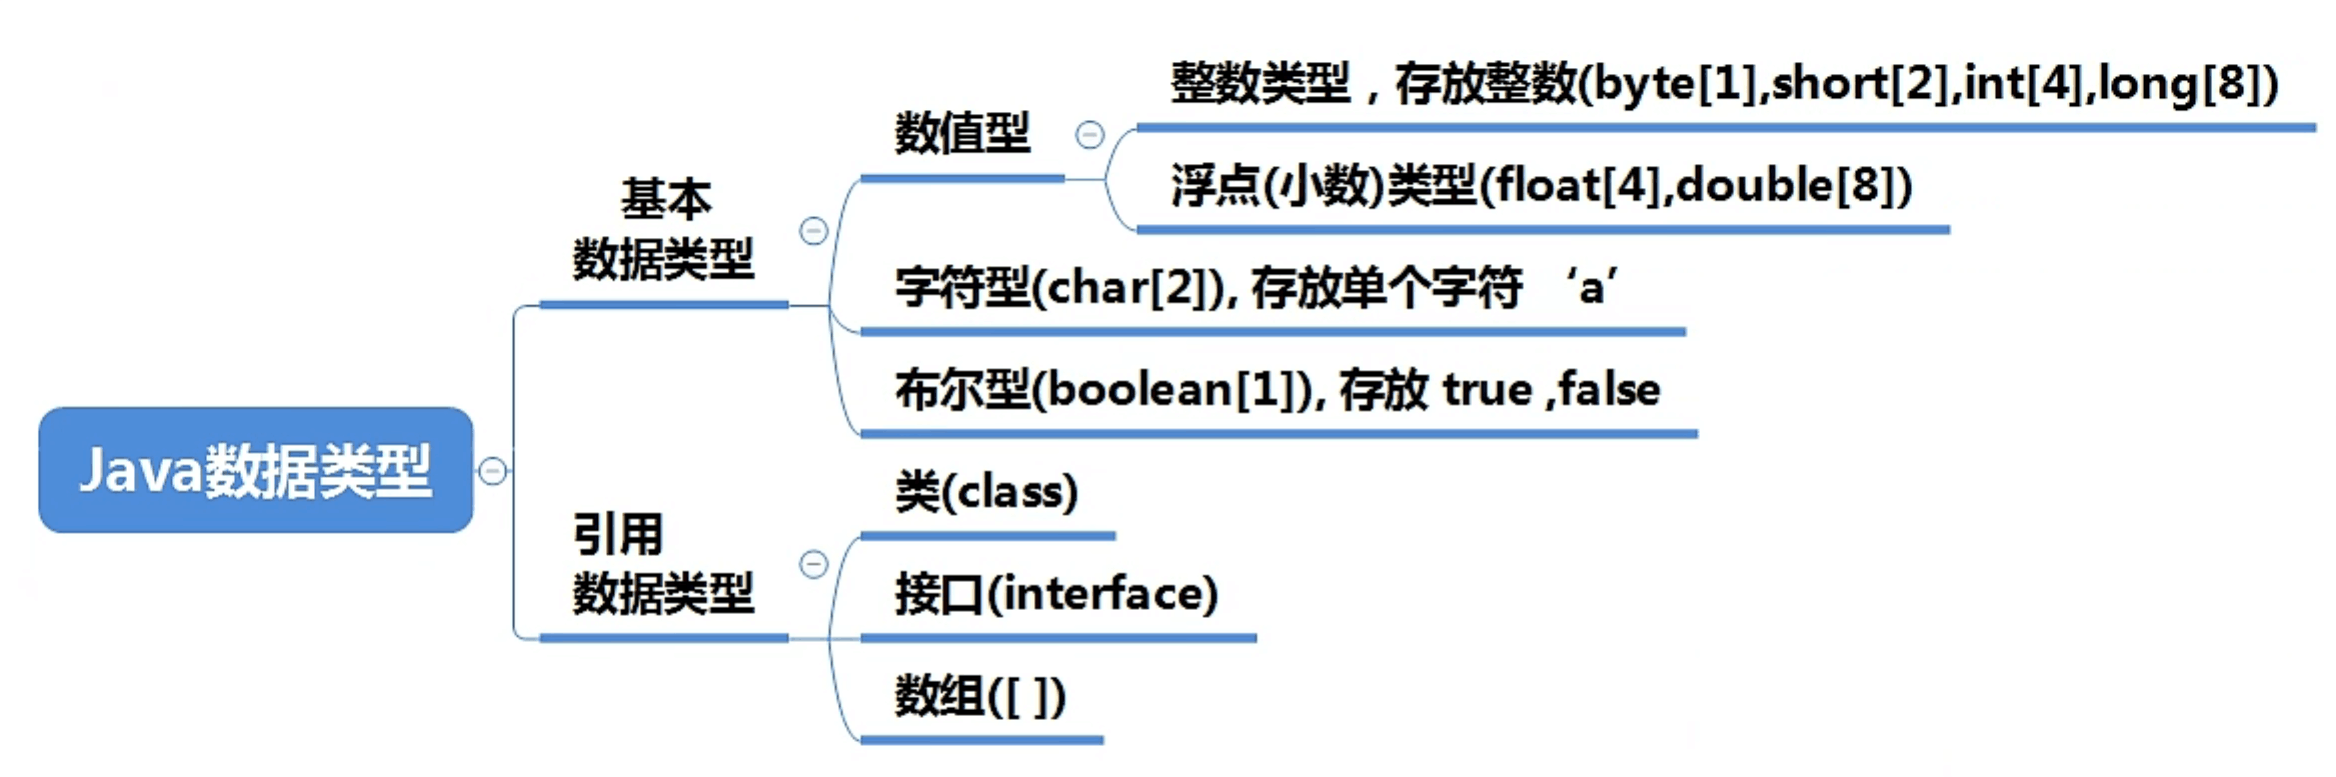 整数类型，存放整数(byte[1],short[2],int[4],long[8])
数值型
浮点(小数)类型(float[4],double[8])
基本
数据类型
字符型(char[2]), 存放单个字符 ‘a’
布尔型(boolean[1]), 存放 true ,false
Java数据类型
类(class)
引用
数据类型
接口(interface)
数组([ ])